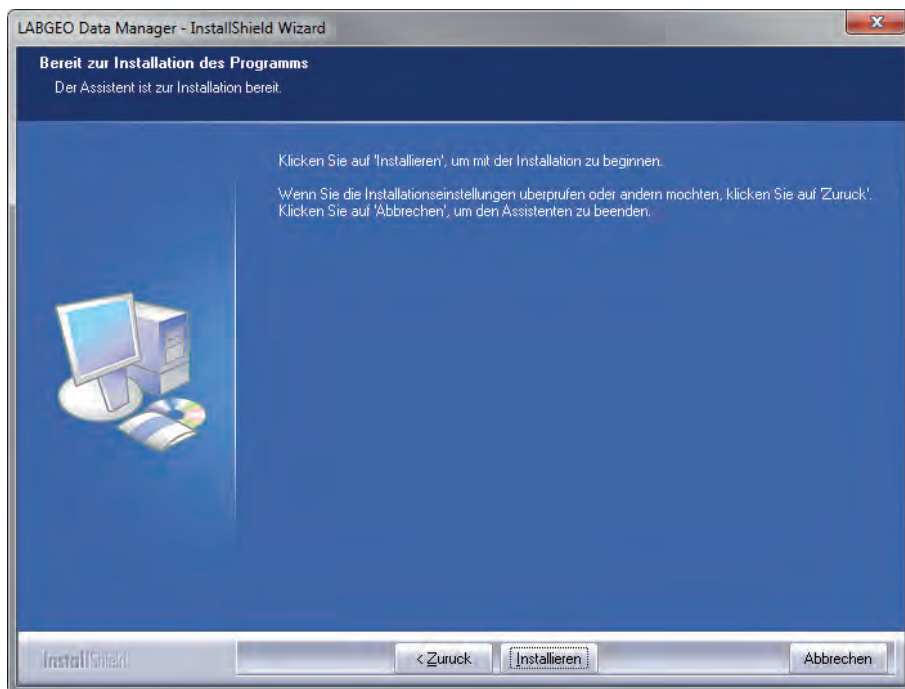 LABGEO Data Manager - InstallShield Wizard
Bereit zur Installation des Programms
Der Assistent ist zur Installation bereit.
Klicken Sie auf 'Installieren', um mit der Installation zu beginnen.
Wenn Sie die Installationseinstellungen uberprufen oder andern mochten, klicken Sie auf 'Zuruck'.
Klicken Sie auf 'Abbrechen', um den Assistenten zu beenden.
InstallShield
< Zuruck
Installieren
Abbrechen